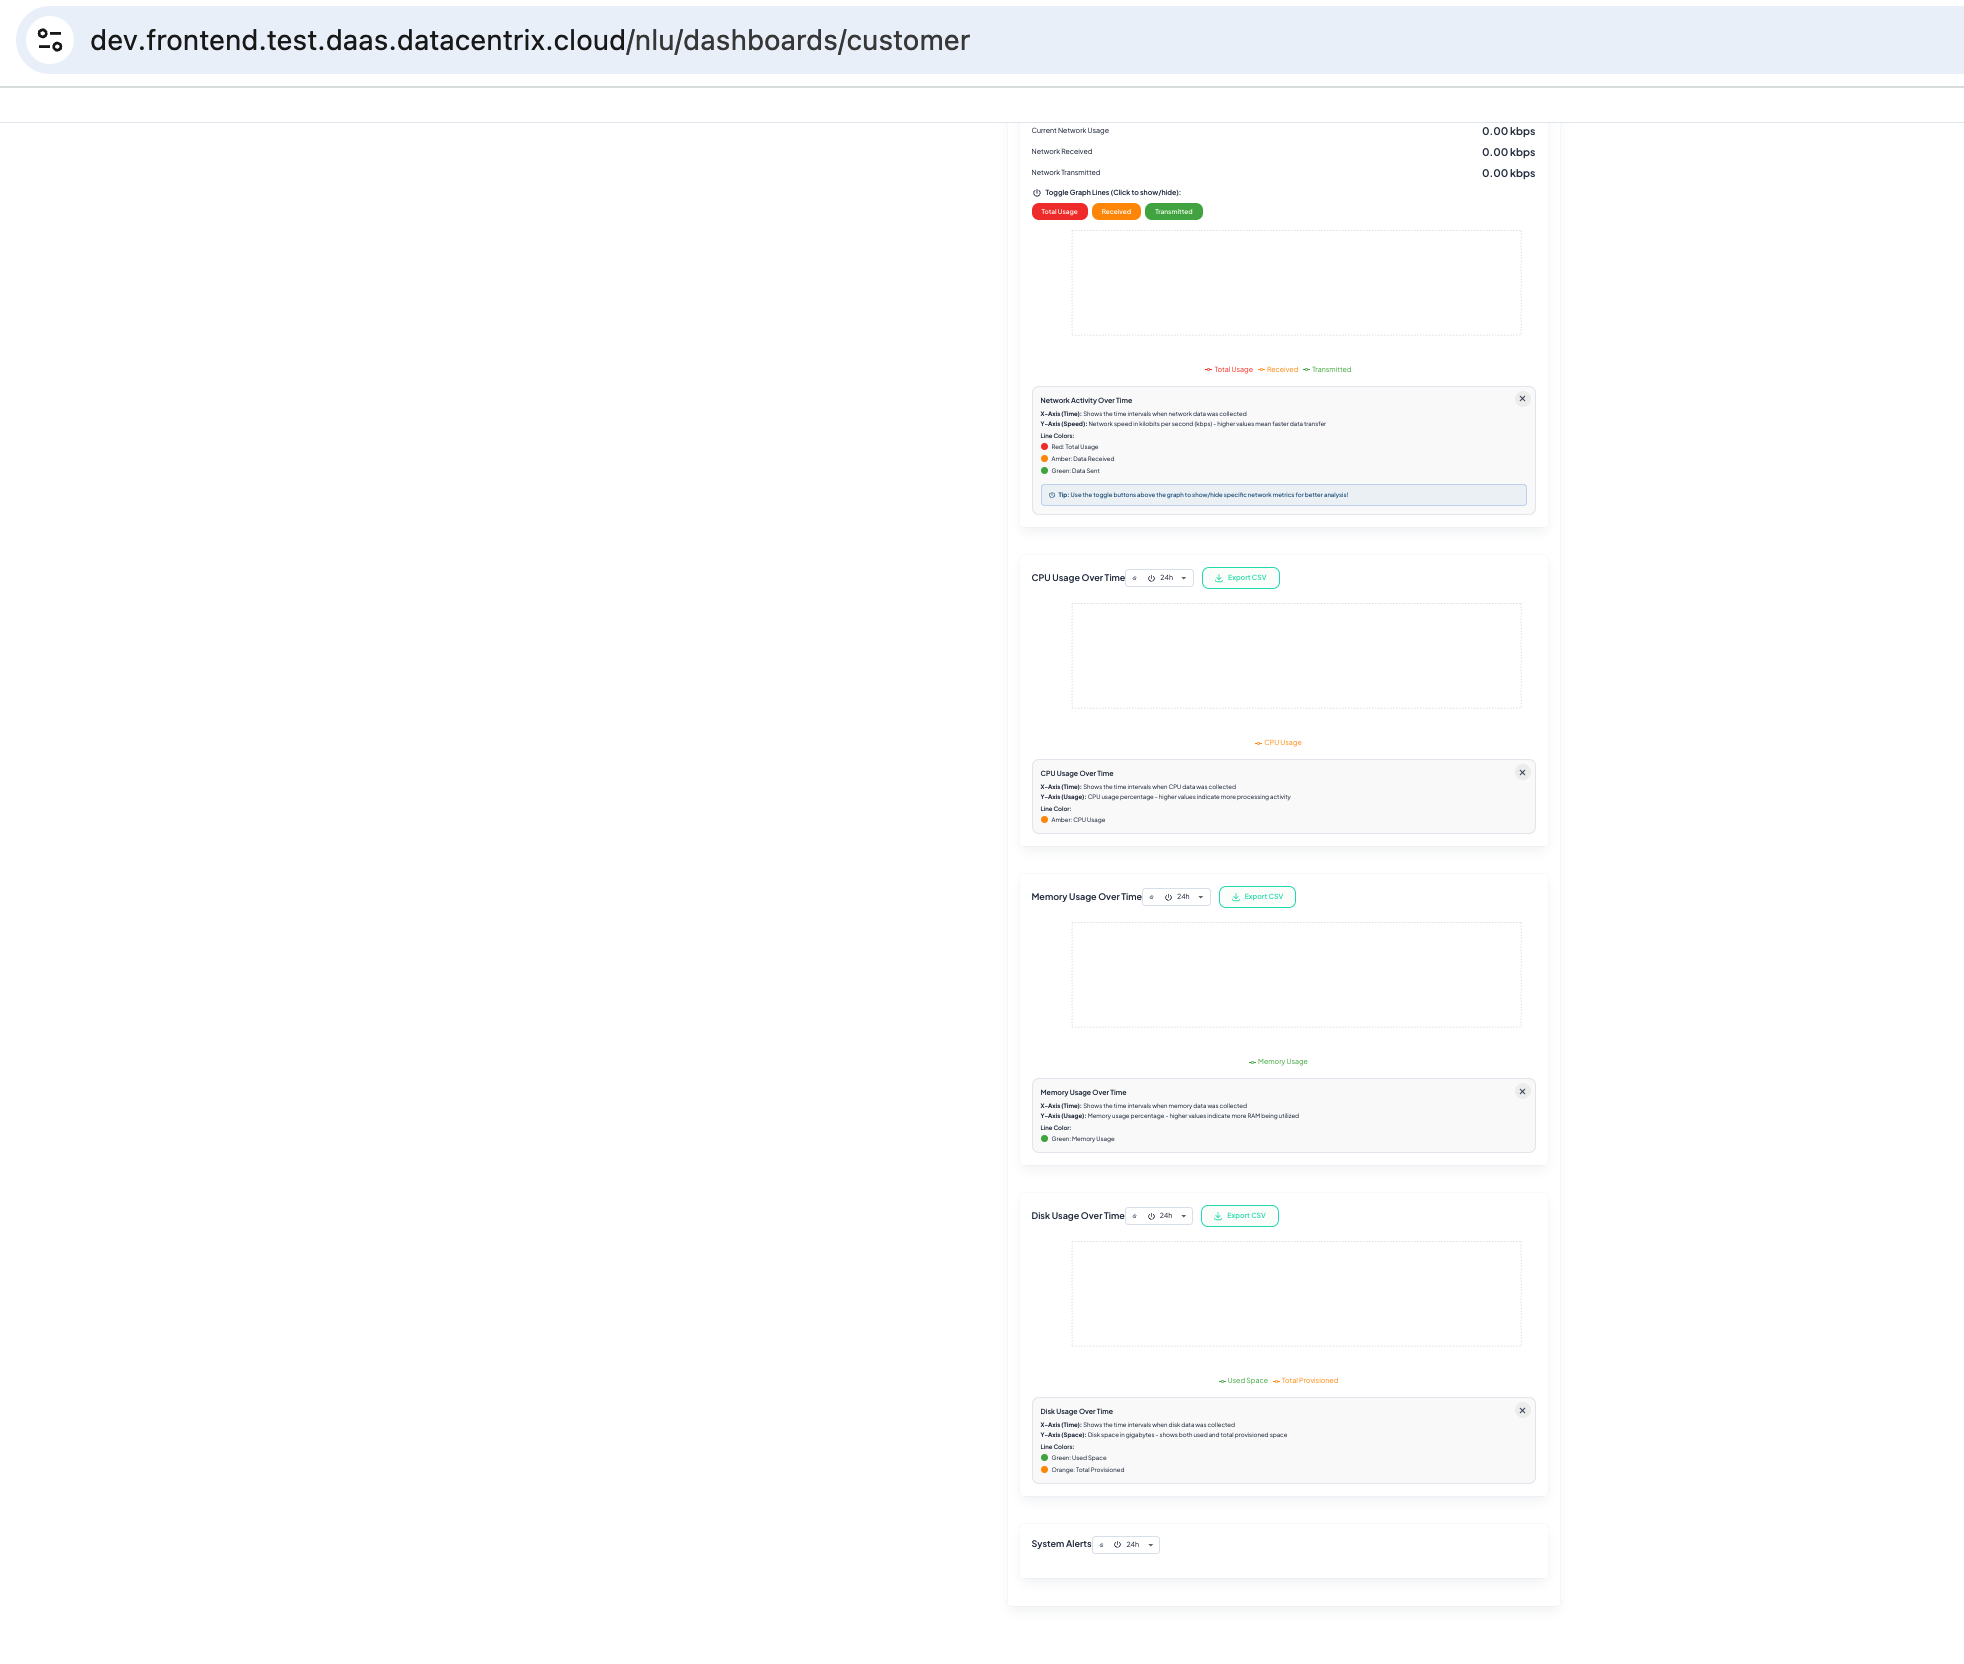 dev.frontend.test.daas.datacentrix.cloud/nlu/dashboards/customer
Current Network Usage 0.00 kbps
Network Received 0.00 kbps
Network Transmitted 0.00 kbps
Toggle Graph Lines (Click to show/hide):
Total Usage Received Transmitted
Total Usage Received Transmitted
Network Activity Over Time
X-Axis (Time): Shows the time intervals when network data was collected
Y-Axis (Speed): Network speed in kilobits per second (kbps) - higher values mean faster data transfer
Line Colors:
Red: Total Usage
Amber: Data Received
Green: Data Sent
Tip: Use the toggle buttons above the graph to show/hide specific network metrics for better analysis!
CPU Usage Over Time 24h Export CSV
CPU Usage
CPU Usage Over Time
X-Axis (Time): Shows the time intervals when CPU data was collected
Y-Axis (Usage): CPU usage percentage - higher values indicate more processing activity
Line Color:
Amber: CPU Usage
Memory Usage Over Time 24h Export CSV
Memory Usage
Memory Usage Over Time
X-Axis (Time): Shows the time intervals when memory data was collected
Y-Axis (Usage): Memory usage percentage - higher values indicate more RAM being utilized
Line Color:
Green: Memory Usage
Disk Usage Over Time 24h Export CSV
Used Space Total Provisioned
Disk Usage Over Time
X-Axis (Time): Shows the time intervals when disk data was collected
Y-Axis (Space): Disk space in gigabytes - shows both used and total provisioned space
Line Colors:
Green: Used Space
Orange: Total Provisioned
System Alerts 24h